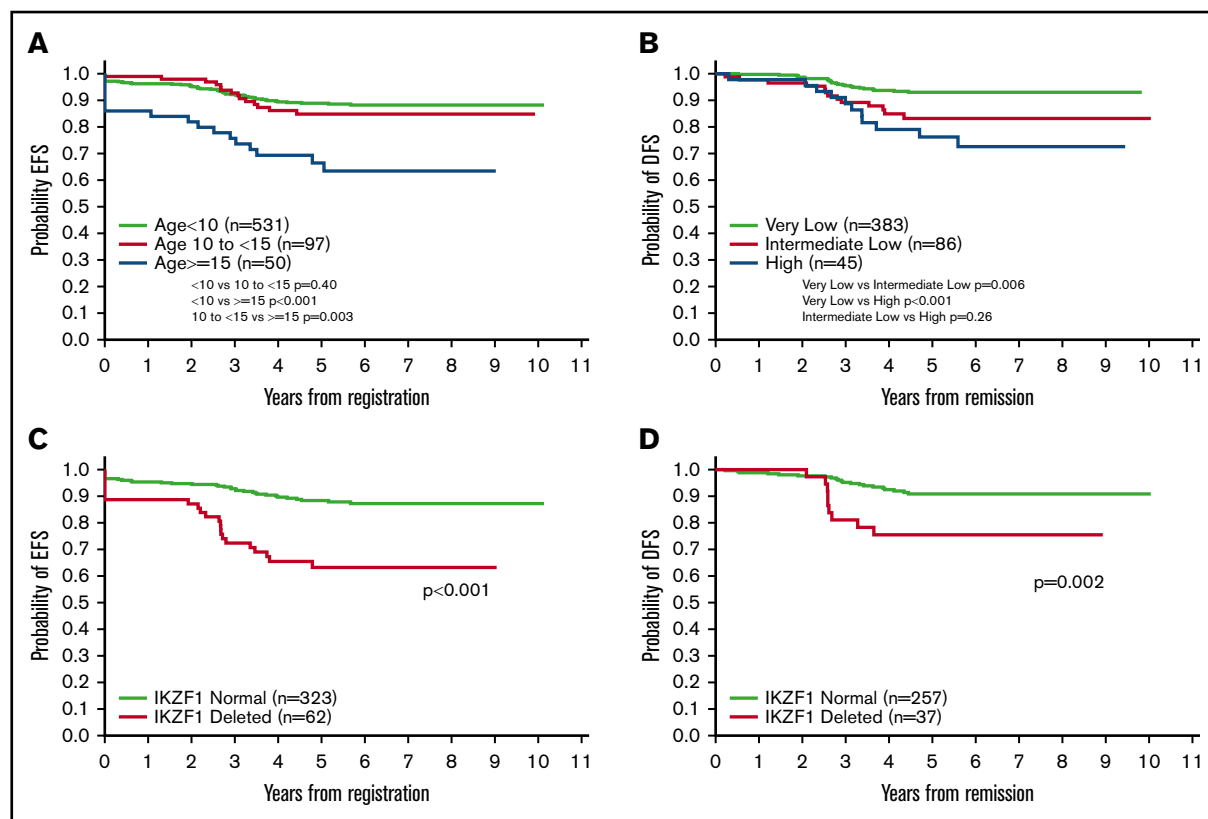 A
Probability EFS
1.0
0.9
0.8
0.7
0.6
0.5
0.4
0.3
0.2
0.1
0.0
Age<10 (n=531)
Age 10 to <15 (n=97)
Age>=15 (n=50)
<10 vs 10 to <15 p=0.40
<10 vs >=15 p<0.001
10 to <15 vs >=15 p=0.003
0 1 2 3 4 5 6 7 8 9 10 11
Years from registration
B
Probability of DFS
1.0
0.9
0.8
0.7
0.6
0.5
0.4
0.3
0.2
0.1
0.0
Very Low (n=383)
Intermediate Low (n=86)
High (n=45)
Very Low vs Intermediate Low p=0.006
Very Low vs High p<0.001
Intermediate Low vs High p=0.26
0 1 2 3 4 5 6 7 8 9 10 11
Years from remission
C
Probability of EFS
1.0
0.9
0.8
0.7
0.6
0.5
0.4
0.3
0.2
0.1
0.0
p<0.001
IKZF1 Normal (n=323)
IKZF1 Deleted (n=62)
0 1 2 3 4 5 6 7 8 9 10 11
Years from registration
D
Probability of DFS
1.0
0.9
0.8
0.7
0.6
0.5
0.4
0.3
0.2
0.1
0.0
p=0.002
IKZF1 Normal (n=257)
IKZF1 Deleted (n=37)
0 1 2 3 4 5 6 7 8 9 10 11
Years from remission